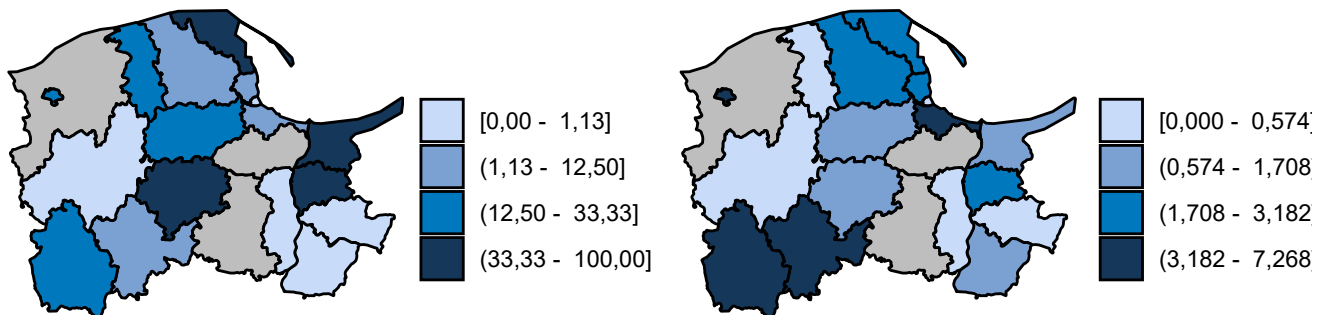 [0,00 - 1,13]
(1,13 - 12,50]
(12,50 - 33,33]
(33,33 - 100,00]
[0,000 - 0,574]
(0,574 - 1,708]
(1,708 - 3,182]
(3,182 - 7,268]